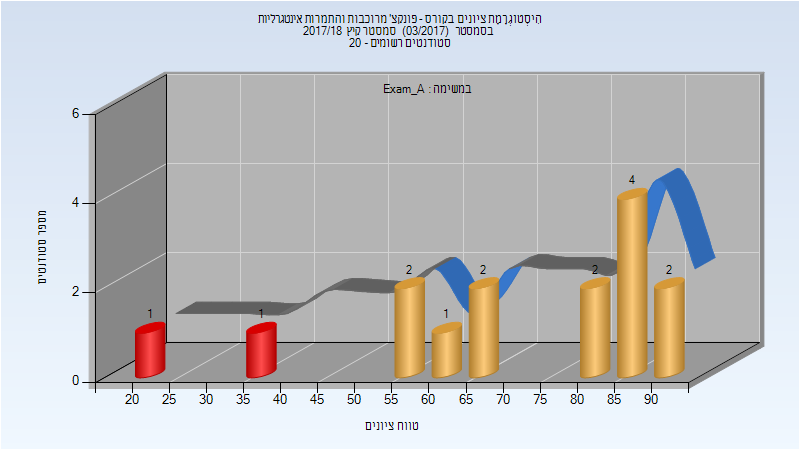 היסטוגרמת ציונים בקורס - פונקצ' מרוכבות והתמרות אינטגרליות
בסמסטר (03/2017) סמסטר קיץ 2017/18
סטודנטים רשומים - 20
במשימה : Exam_A
מספר סטודנטים
6
4
2
0
1
1
2
1
2
2
4
2
20 25 30 35 40 45 50 55 60 65 70 75 80 85 90
טווח ציונים